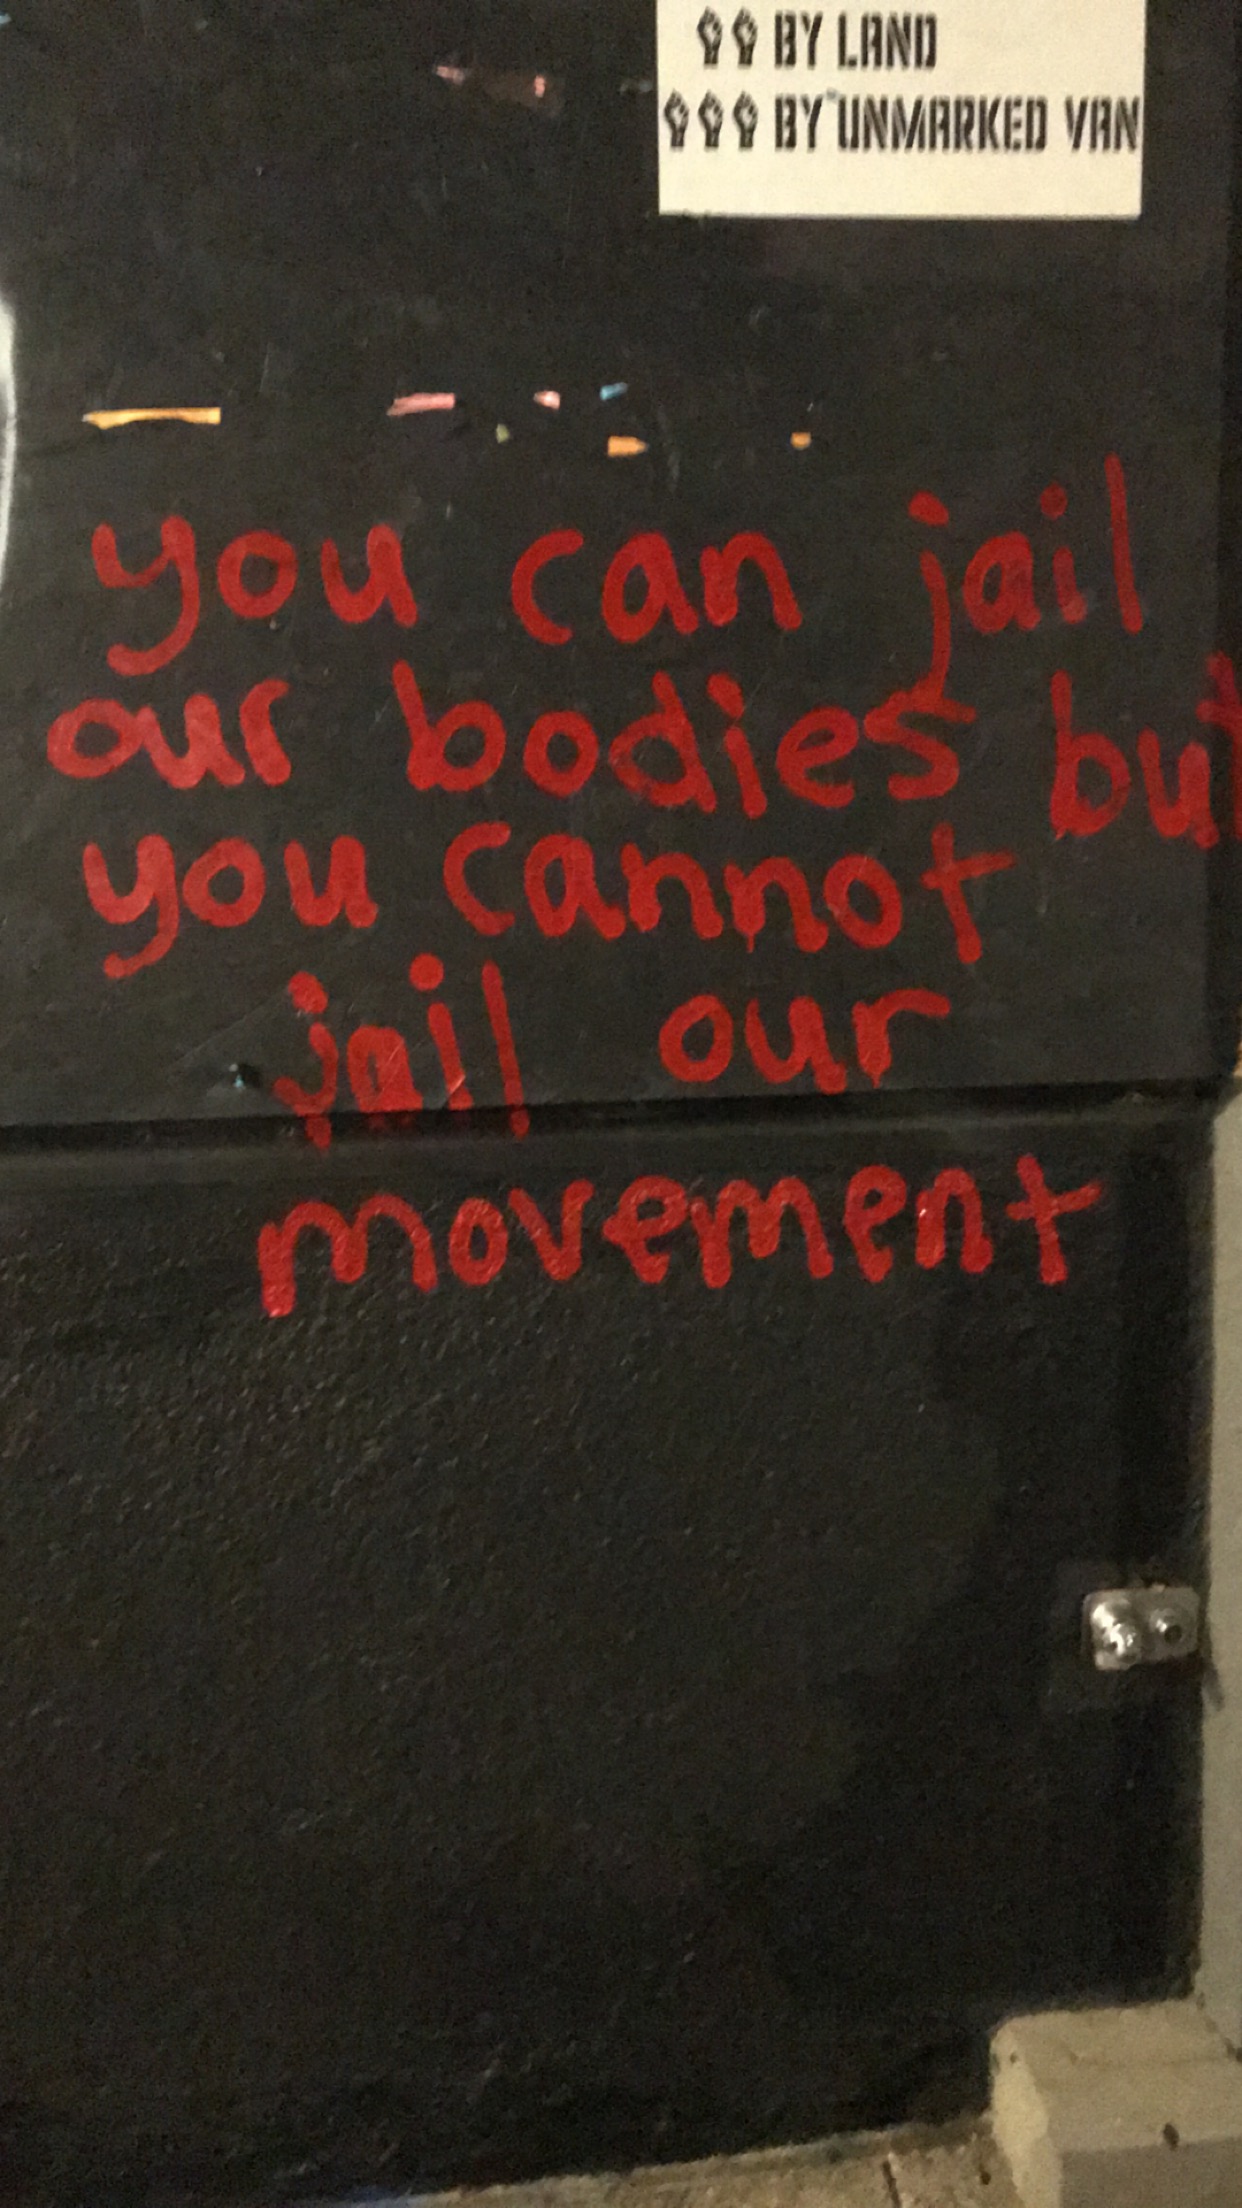 BY LAND
BY UNMARKED VAN
you can jail
our bodies but
you cannot
jail our
movement